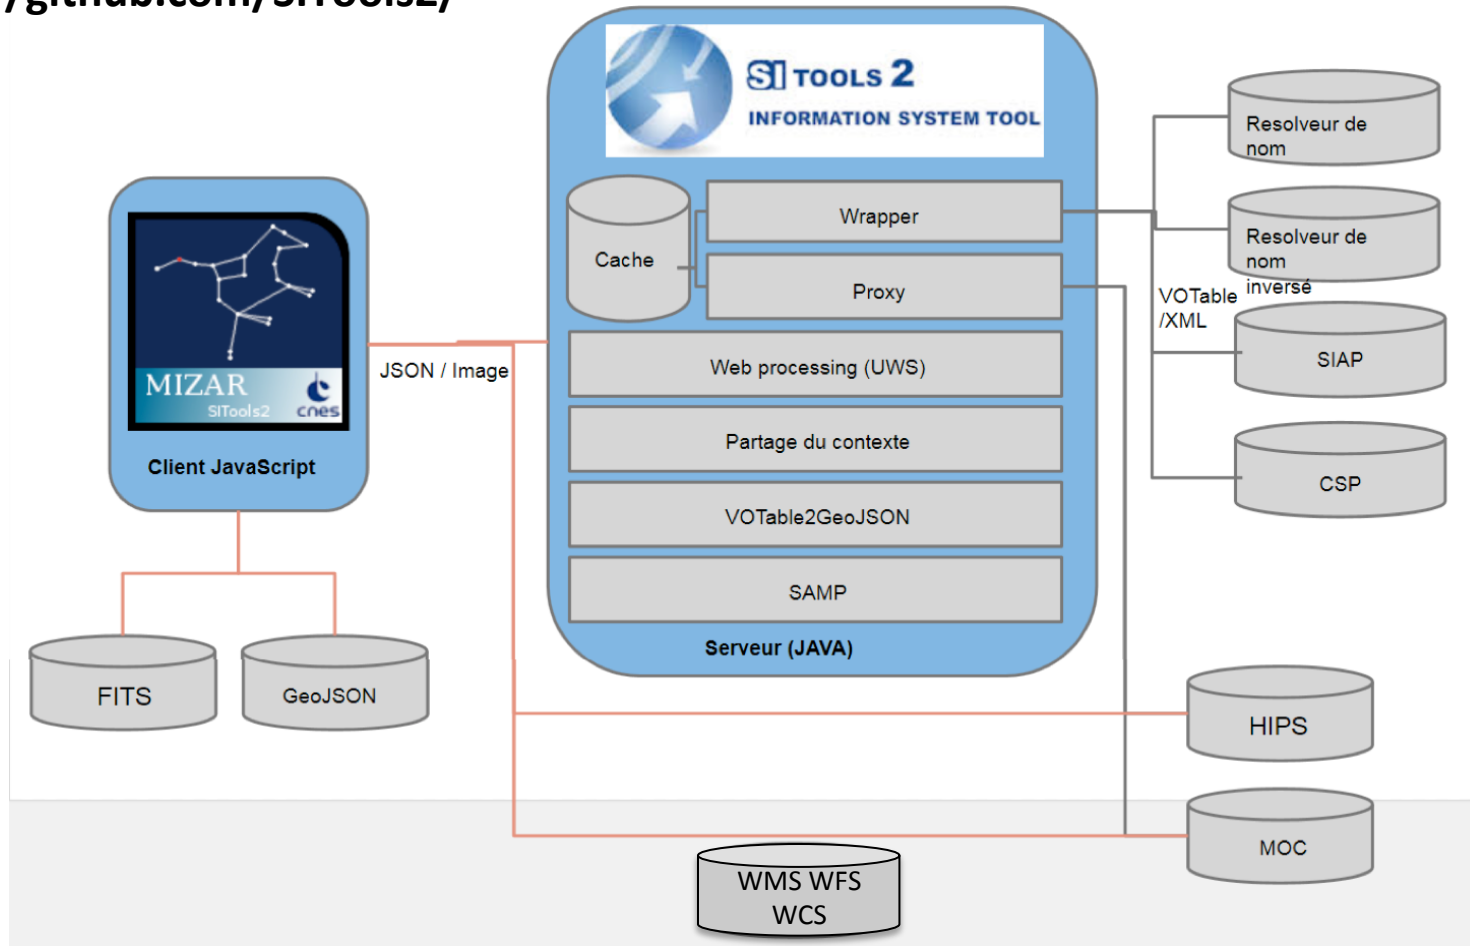 /github.com/SITools2/
SI TOOLS 2
INFORMATION SYSTEM TOOL
Resolveur de
nom
Wrapper
Cache
Proxy
Resolveur de
nom
inversé
VOTable
/XML
SIAP
JSON / Image
Web processing (UWS)
MIZAR
SITools2
cnes
Client JavaScript
Partage du contexte
CSP
VOTable2GeoJSON
SAMP
Serveur (JAVA)
FITS
GeoJSON
HIPS
MOC
WMS WFS
WCS